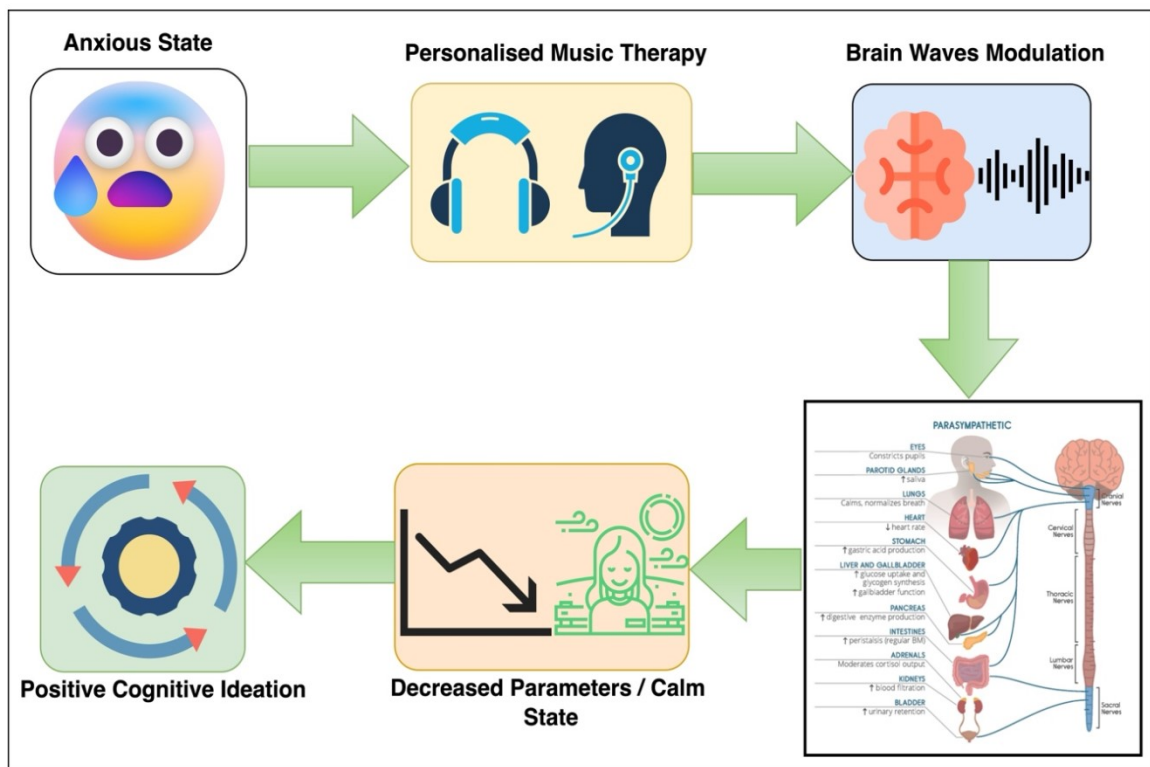 Anxious State
Personalised Music Therapy
Brain Waves Modulation
PARASYMPATHETIC
EYES
Constricts pupils
PAROTID GLANDS
↑ saliva
LUNGS
Calms, normalizes breath
HEART
↓ heart rate
STOMACH
↑ gastric acid production
LIVER AND GALLBLADDER
↑ glucose uptake and
glycogen synthesis
↑ galbladder function
PANCREAS
↑ digestive enzyme production
INTESTINES
↑ peristalsis (regular BM)
ADRENALS
Moderates cortisol output
KIDNEYS
↑ blood filtration
BLADDER
↑ urinary retention
Cranial
Nerves
Cervical
Nerves
Thoracic
Nerves
Lumbar
Nerves
Sacral
Nerves
Decreased Parameters / Calm
State
Positive Cognitive Ideation